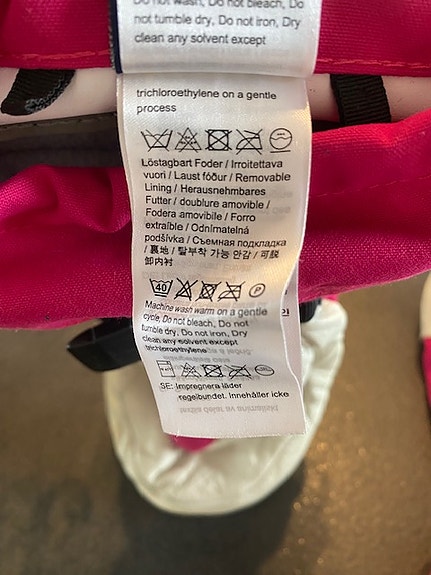 Do not wash, Do not bleach, Do
not tumble dry, Do not iron, Dry
clean any solvent except
trichloroethylene on a gentle
process
Löstagbart Foder / Irroitettava
vuori / Laust fóður / Removable
Lining / Herausnehmbares
Futter / doublure amovible /
Fodera amovibile / Forro
extraíble / Odnímatelná
podšívka / Съемная подкладка
/ 裏地 / 탈부착 가능 안감 / 可脱
卸内衬
40 P
Machine wash warm on a gentle
cycle, Do not bleach, Do not
tumble dry, Do not iron, Dry
clean any solvent except
trichloroethylene
SE: Impregnera läder
regelbundet. Innehåller icke